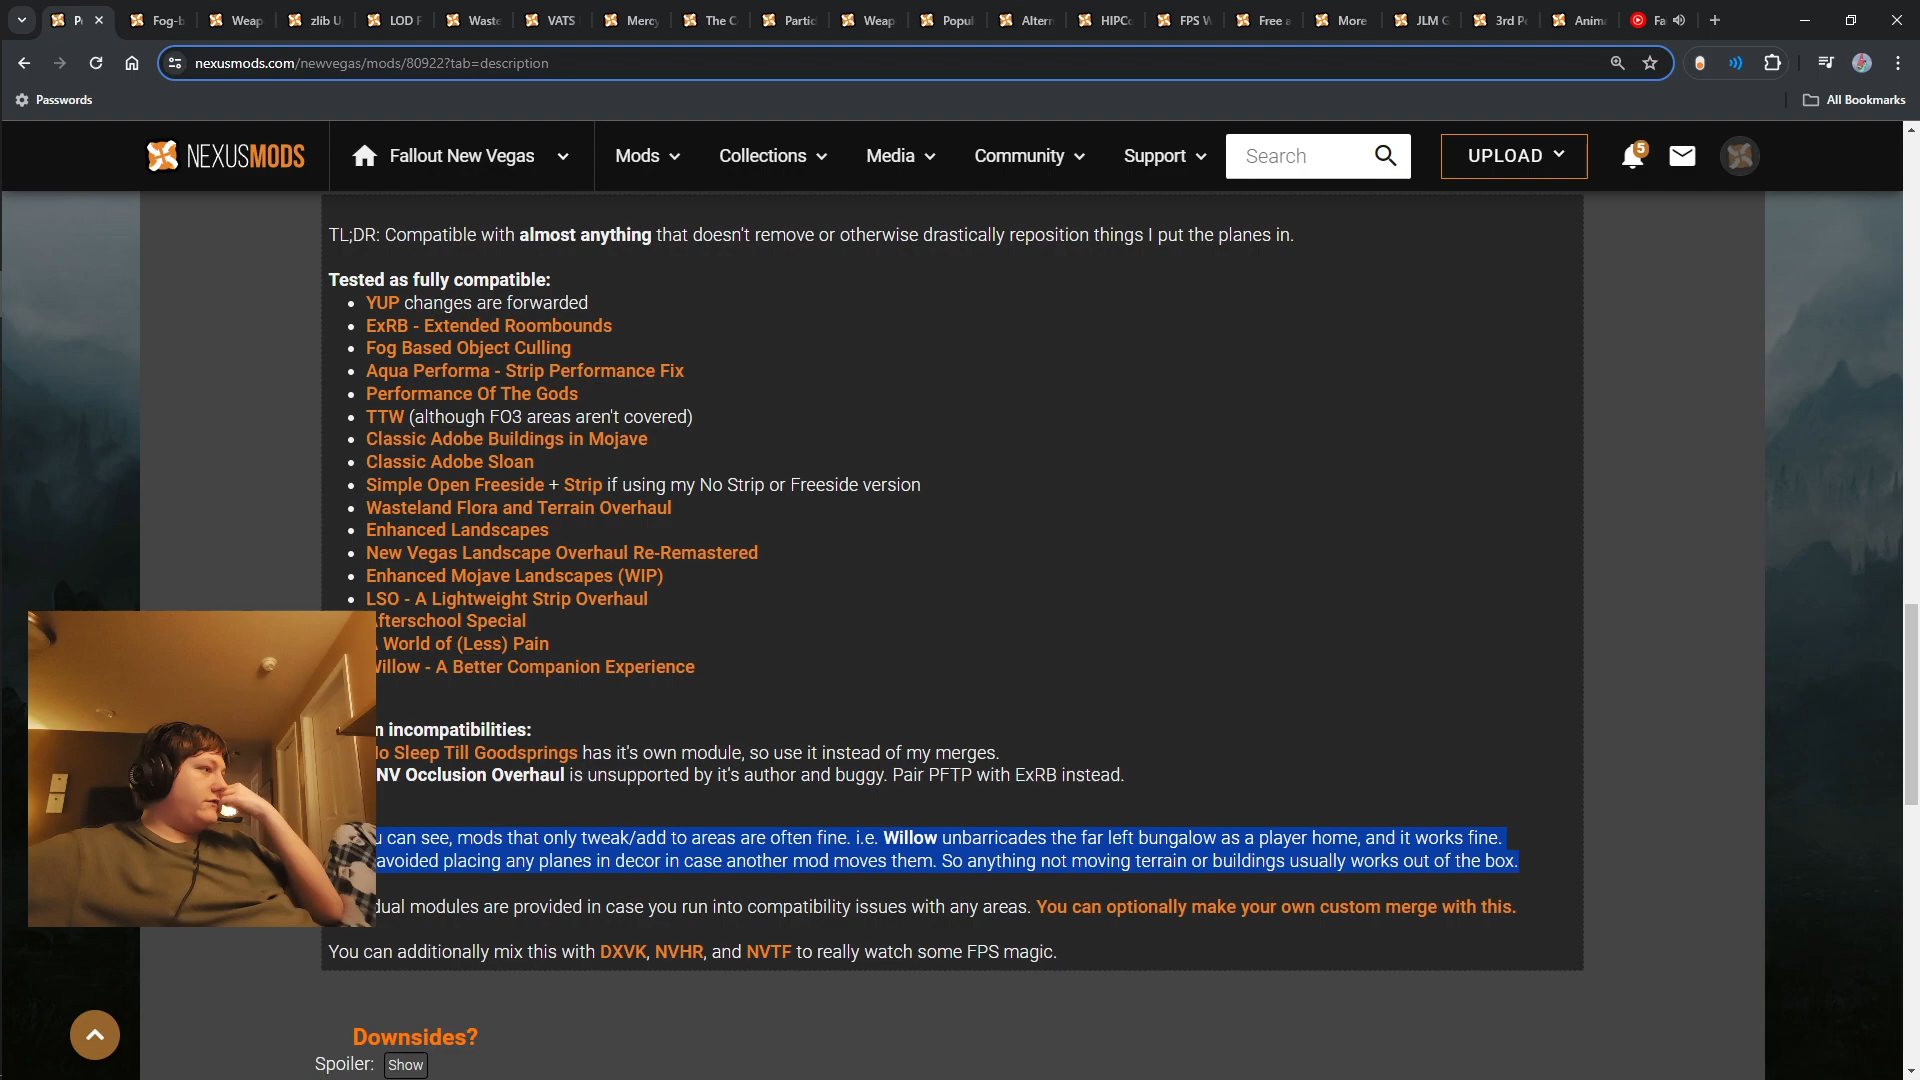 Fog-b
Weap
zlib U
LOD F
Waste
VATS
Mercy
The C
Partic
Weap
Popul
Altern
HIPCo
FPS W
Free a
More
JLM G
3rd Pe
Anim
Fa
nexusmods.com/newvegas/mods/80922?tab=description
Passwords
All Bookmarks
NEXUSMODS
Fallout New Vegas
Mods
Collections
Media
Community
Support
Search
UPLOAD
5
TL;DR: Compatible with almost anything that doesn't remove or otherwise drastically reposition things I put the planes in.
Tested as fully compatible:
YUP changes are forwarded
ExRB - Extended Roombounds
Fog Based Object Culling
Aqua Performa - Strip Performance Fix
Performance Of The Gods
TTW (although FO3 areas aren't covered)
Classic Adobe Buildings in Mojave
Classic Adobe Sloan
Simple Open Freeside + Strip if using my No Strip or Freeside version
Wasteland Flora and Terrain Overhaul
Enhanced Landscapes
New Vegas Landscape Overhaul Re-Remastered
Enhanced Mojave Landscapes (WIP)
LSO - A Lightweight Strip Overhaul
fterschool Special
World of (Less) Pain
illow - A Better Companion Experience
n incompatibilities:
o Sleep Till Goodsprings has it's own module, so use it instead of my merges.
NV Occlusion Overhaul is unsupported by it's author and buggy. Pair PFTP with ExRB instead.
u can see, mods that only tweak/add to areas are often fine. i.e. Willow unbarricades the far left bungalow as a player home, and it works fine.
avoided placing any planes in decor in case another mod moves them. So anything not moving terrain or buildings usually works out of the box.
dual modules are provided in case you run into compatibility issues with any areas. You can optionally make your own custom merge with this.
You can additionally mix this with DXVK, NVHR, and NVTF to really watch some FPS magic.
Downsides?
Spoiler: Show